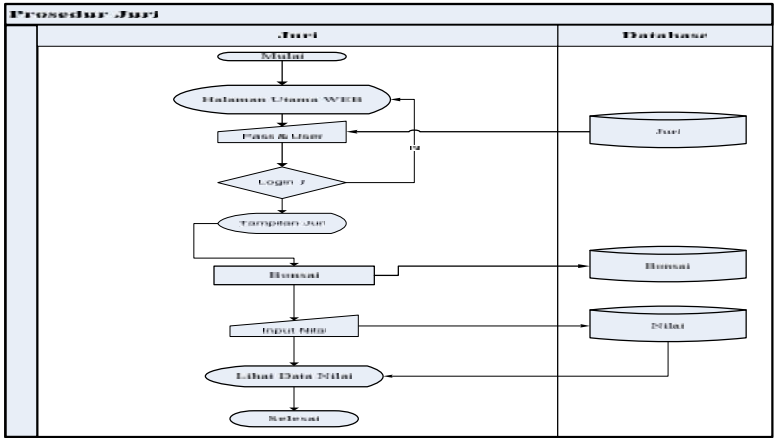 Prosedur Juri
Juri
Database
Mulai
Halaman Utama WEB
Pass & User
Juri
Login ?
Tampilan Juri
Bonsai
Bonsai
Input Nilai
Nilai
Lihat Data Nilai
Selesai